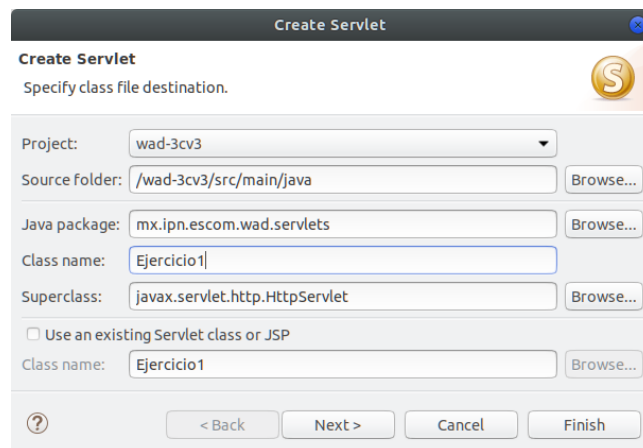 Create Servlet
Create Servlet
Specify class file destination.
S
Project: wad-3cv3
Source folder: /wad-3cv3/src/main/java Browse...
Java package: mx.ipn.escom.wad.servlets Browse...
Class name: Ejercicio1
Superclass: javax.servlet.http.HttpServlet Browse...
Use an existing Servlet class or JSP
Class name: Ejercicio1 Browse...
? < Back Next > Cancel Finish